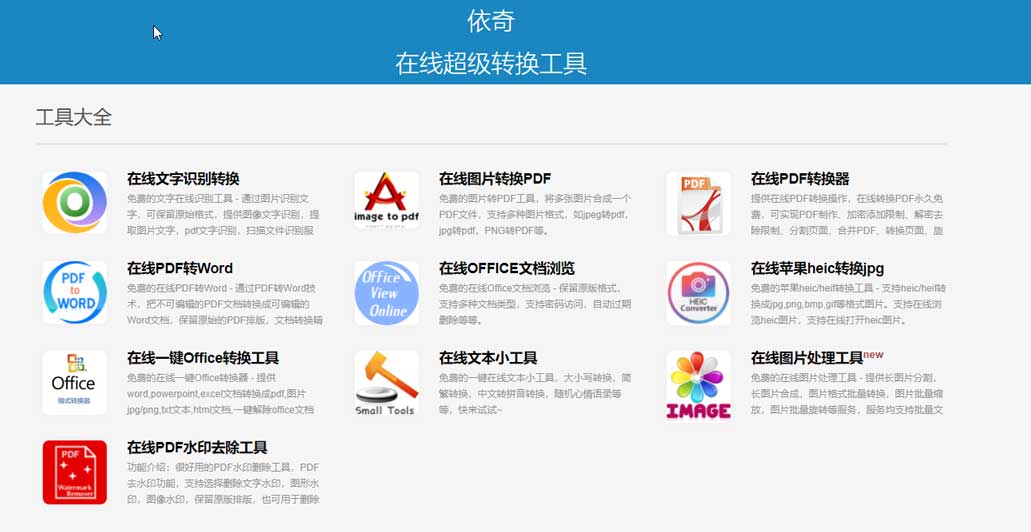 依奇
在线超级转换工具
工具大全
在线文字识别转换
免费的文字在线识别工具 - 通过图片识别文
字，可保留原始格式，提供图像文字识别，提
取图片文字，pdf文字识别，扫描文件识别服
image to pdf
在线图片转换PDF
免费的图片转PDF工具，将多张图片合成一个
PDF文件，支持多种图片格式，如jpeg转pdf，
jpg转pdf，PNG转PDF等。
PDF
在线PDF转换器
提供在线PDF转换操作，在线转换PDF永久免
费，可实现PDF制作、加密添加限制、解密去
除限制、分割页面、合并PDF、转换页面、旋
PDF
to
WORD
在线PDF转Word
免费的在线PDF转Word - 通过PDF转Word技
术，把不可编辑的PDF文档转换成可编辑的
Word文档，保留原始的PDF排版，文档转换精
Office
View
Online
在线OFFICE文档浏览
免费的在线Office文档浏览 - 保留原版格式，
支持多种文档类型，支持密码访问，自动过期
删除等等。
HEIC
Converter
在线苹果heic转换jpg
免费的苹果heic/heif转换工具 - 支持heic/heif转
换成jpg,png,bmp,gif等格式图片。支持在线浏
览heic图片，支持在线打开heic图片。
Office
格式转换器
在线一键Office转换工具
免费的在线一键Office转换器 - 提供
word,powerpoint,excel文档转换成pdf,图片
jpg/png,txt文本,html文档,一键解除office文档
Small Tools
在线文本小工具
免费的一键在线文本小工具，大小写转换，简
繁转换，中文转拼音转换，随机心情语录等
等，快来试试~
IMAGE
在线图片处理工具new
免费的在线图片处理工具 - 提供长图片分割，
长图片合成，图片格式批量转换，图片批量缩
放，图片批量旋转等服务，服务均支持批量文
PDF
Watermark
Remover
在线PDF水印去除工具
功能介绍：很好用的PDF水印删除工具，PDF
去水印功能，支持选择删除文字水印，图形水
印，图像水印，保留原版排版，也可用于删除